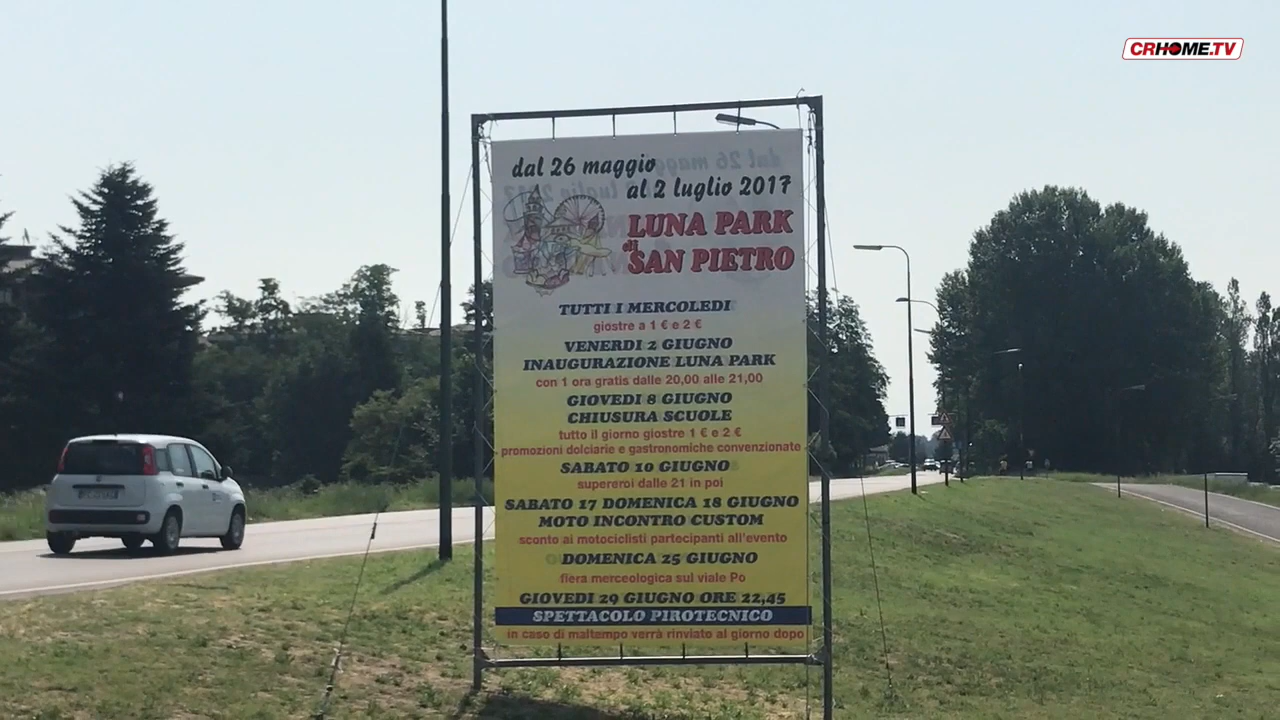 CRHOME.TV
dal 26 maggio
al 2 luglio 2017
LUNA PARK
di
SAN PIETRO
TUTTI I MERCOLEDI
giostre a 1 € e 2 €
VENERDI 2 GIUGNO
INAUGURAZIONE LUNA PARK
con 1 ora gratis dalle 20,00 alle 21,00
GIOVEDI 8 GIUGNO
CHIUSURA SCUOLE
tutto il giorno giostre 1 € e 2 €
promozioni dolciarie e gastronomiche convenzionate
SABATO 10 GIUGNO
supereroi dalle 21 in poi
SABATO 17 DOMENICA 18 GIUGNO
MOTO INCONTRO CUSTOM
sconto ai motociclisti partecipanti all'evento
DOMENICA 25 GIUGNO
fiera merceologica sul viale Po
GIOVEDI 29 GIUGNO ORE 22,45
SPETTACOLO PIROTECNICO
in caso di maltempo verrà rinviato al giorno dopo